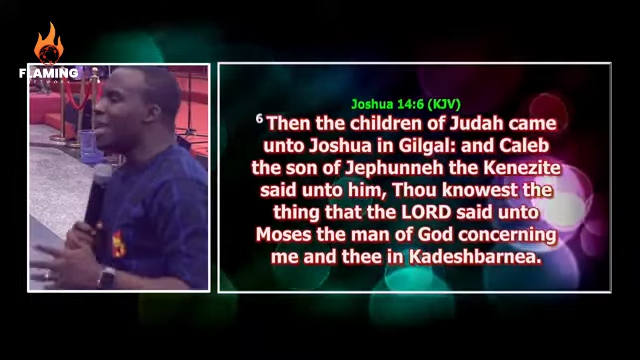 FLAMING
NETWORK
Joshua 14:6 (KJV)
6 Then the children of Judah came
unto Joshua in Gilgal: and Caleb
the son of Jephunneh the Kenezite
said unto him, Thou knowest the
thing that the LORD said unto
Moses the man of God concerning
me and thee in Kadeshbarnea.